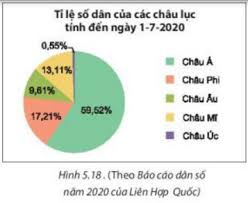 Tỉ lệ số dân của các châu lục
tính đến ngày 1-7-2020
0,55%
13,11%
9,61%
17,21%
59,52%
Châu Á
Châu Phi
Châu Âu
Châu Mĩ
Châu Úc
Hình 5.18. (Theo Báo cáo dân số
năm 2020 của Liên Hợp Quốc)